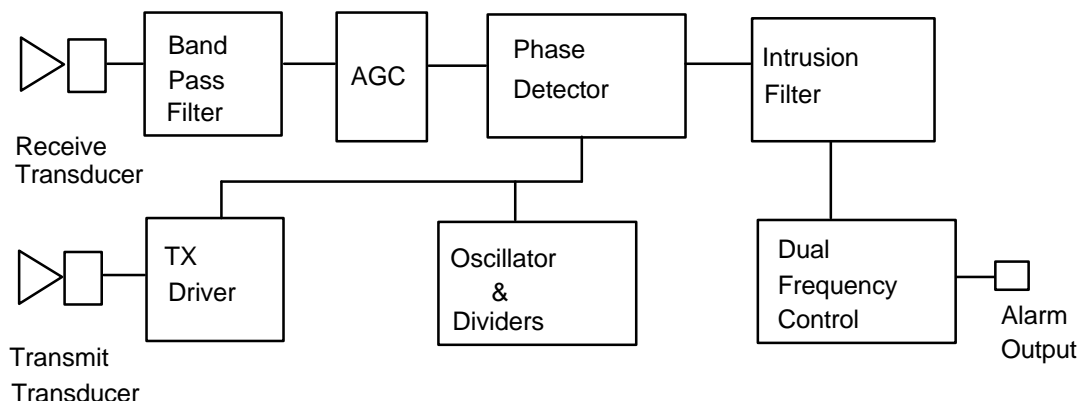 Band
Pass
Filter
AGC
Phase
Detector
Intrusion
Filter
Receive
Transducer
TX
Driver
Oscillator
&
Dividers
Dual
Frequency
Control
Alarm
Output
Transmit
Transducer